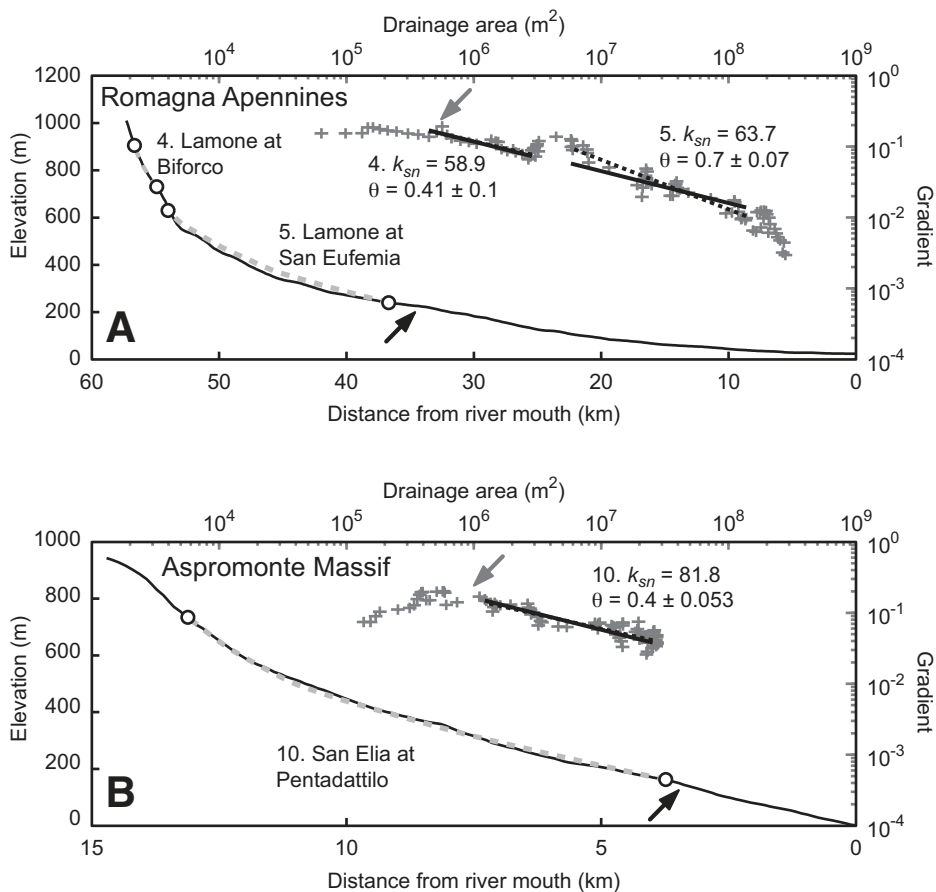 Drainage area (m²)
10⁴ 10⁵ 10⁶ 10⁷ 10⁸ 10⁹
1200
1000
800
600
400
200
0
Elevation (m)
Romagna Apennines
4. Lamone at
Biforco
4. kₛₙ = 58.9
θ = 0.41 ± 0.1
5. kₛₙ = 63.7
θ = 0.7 ± 0.07
5. Lamone at
San Eufemia
A
10⁰
10⁻¹
10⁻²
10⁻³
10⁻⁴
Gradient
60 50 40 30 20 10 0
Distance from river mouth (km)
Drainage area (m²)
10⁴ 10⁵ 10⁶ 10⁷ 10⁸ 10⁹
1000
800
600
400
200
0
Elevation (m)
Aspromonte Massif
10. kₛₙ = 81.8
θ = 0.4 ± 0.053
10. San Elia at
Pentadattilo
B
10⁰
10⁻¹
10⁻²
10⁻³
10⁻⁴
Gradient
15 10 5 0
Distance from river mouth (km)